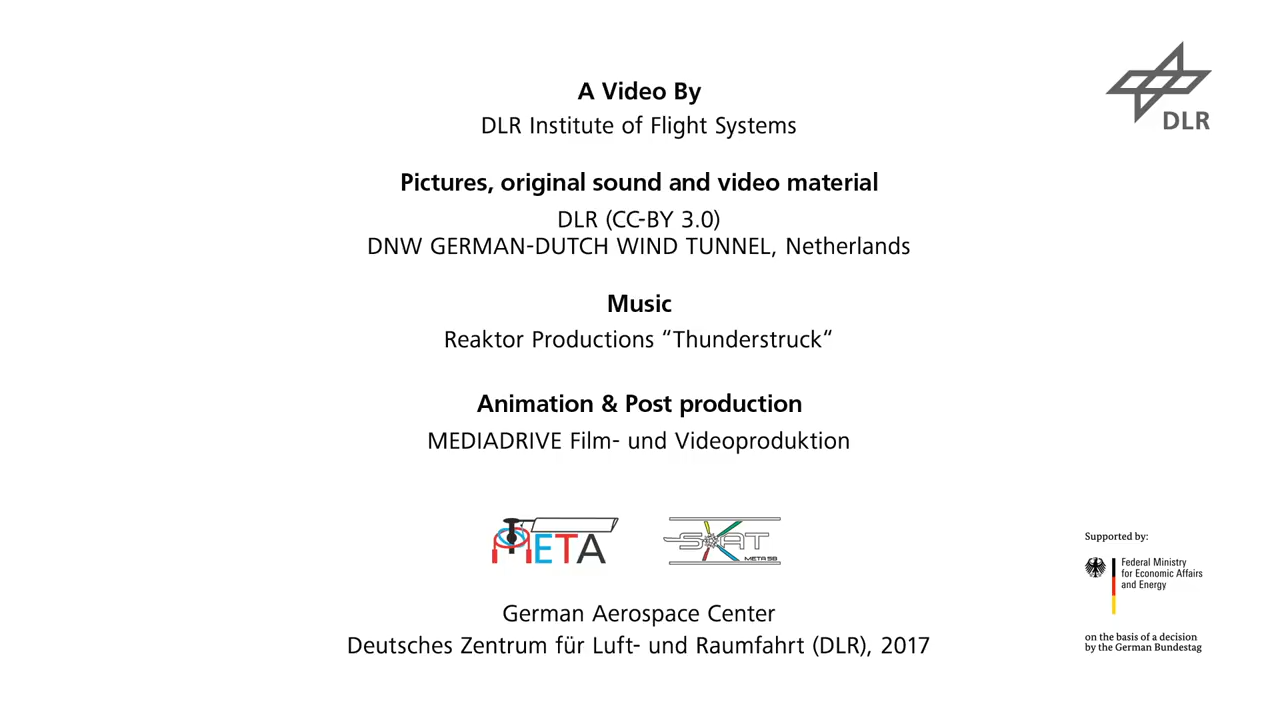 A Video By
DLR Institute of Flight Systems
DLR
Pictures, original sound and video material
DLR (CC-BY 3.0)
DNW GERMAN-DUTCH WIND TUNNEL, Netherlands
Music
Reaktor Productions “Thunderstruck“
Animation & Post production
MEDIADRIVE Film- und Videoproduktion
META
SKAT
META5B
Supported by:
Federal Ministry
for Economic Affairs
and Energy
on the basis of a decision
by the German Bundestag
German Aerospace Center
Deutsches Zentrum für Luft- und Raumfahrt (DLR), 2017